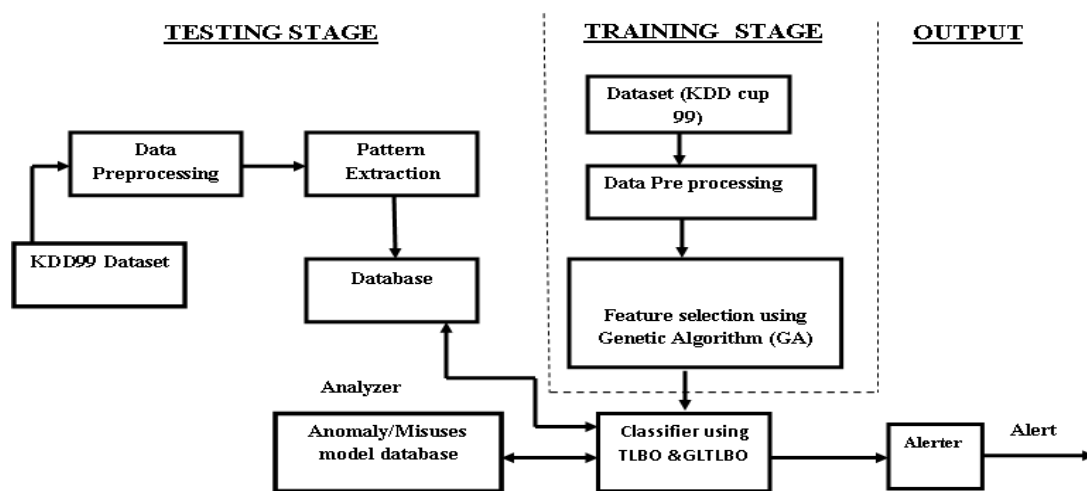 TESTING STAGE
TRAINING STAGE
OUTPUT
Dataset (KDD cup
99)
Data
Preprocessing
Pattern
Extraction
Data Pre processing
KDD99 Dataset
Database
Feature selection using
Genetic Algorithm (GA)
Analyzer
Anomaly/Misuses
model database
Classifier using
TLBO &GLTLBO
Alerter
Alert